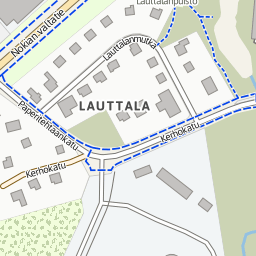 Lauttalanpuisto
Nokian valtatie
Lauttalanmutka
LAUTTALA
Paperitehtaankatu
Kerhokatu
Kerhokatu